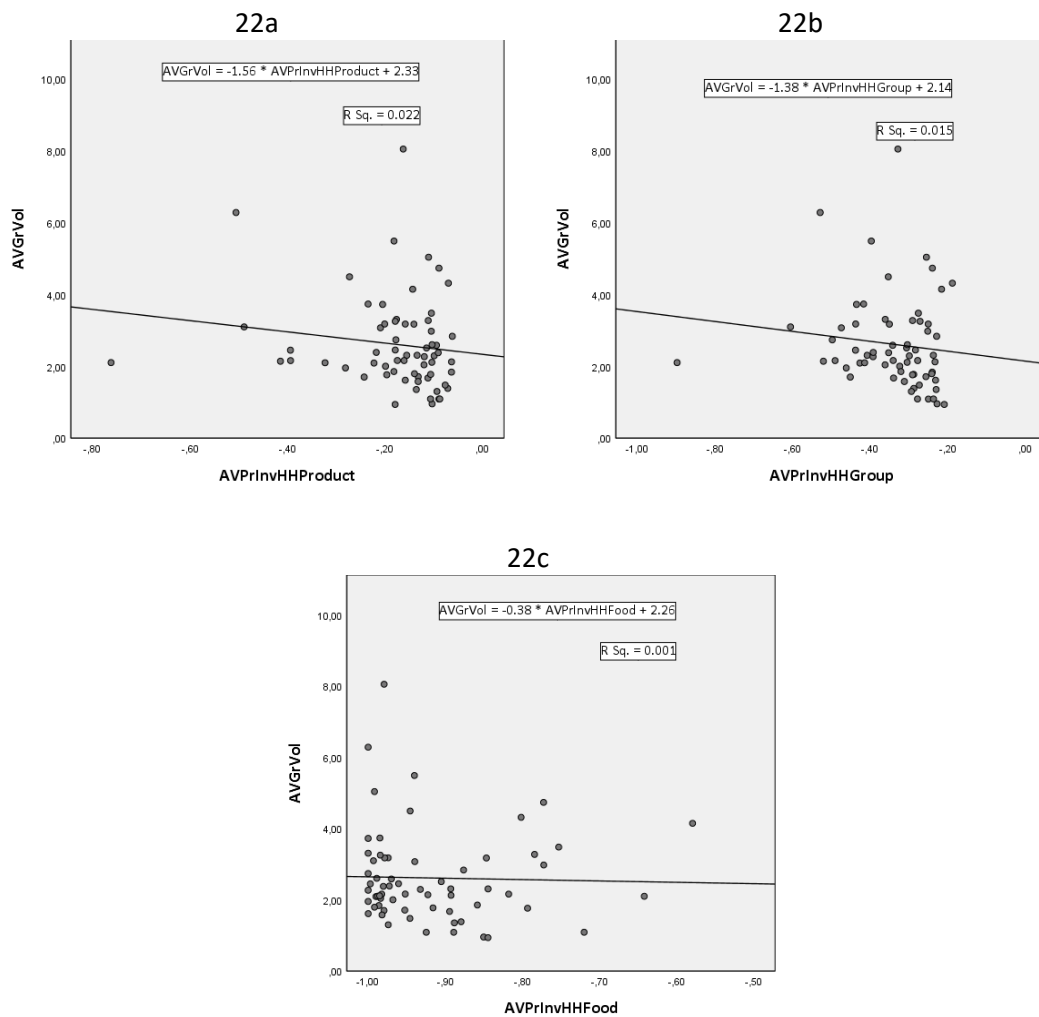 22a
AVGrVol = -1.56 * AVPrInvHHProduct + 2.33
R Sq. = 0.022
10,00
8,00
6,00
4,00
2,00
,00
AVGrVol
-,80 -,60 -,40 -,20 ,00
AVPrInvHHProduct
22b
AVGrVol = -1.38 * AVPrInvHHGroup + 2.14
R Sq. = 0.015
10,00
8,00
6,00
4,00
2,00
,00
AVGrVol
-1,00 -,80 -,60 -,40 -,20 ,00
AVPrInvHHGroup
22c
AVGrVol = -0.38 * AVPrInvHHFood + 2.26
R Sq. = 0.001
10,00
8,00
6,00
4,00
2,00
,00
AVGrVol
-1,00 -,90 -,80 -,70 -,60 -,50
AVPrInvHHFood